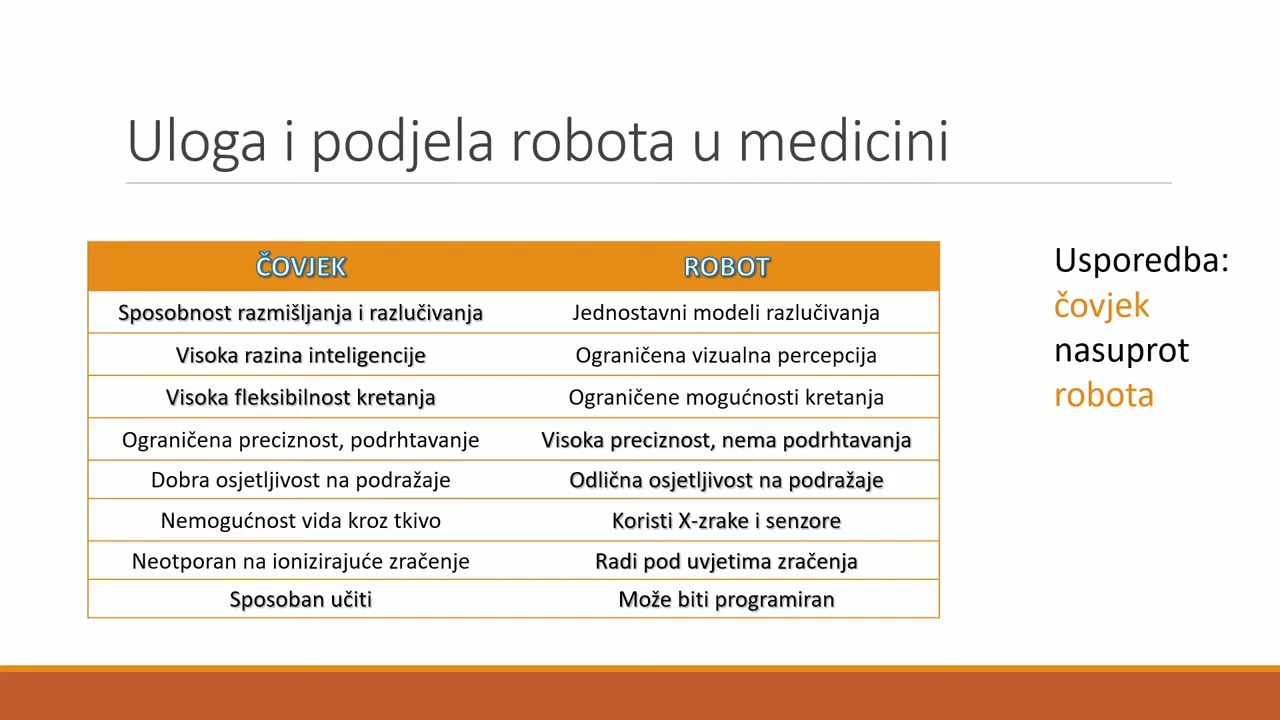 Uloga i podjela robota u medicini
ČOVJEK ROBOT
Sposobnost razmišljanja i razlučivanja Jednostavni modeli razlučivanja
Visoka razina inteligencije Ograničena vizualna percepcija
Visoka fleksibilnost kretanja Ograničene mogućnosti kretanja
Ograničena preciznost, podrhtavanje Visoka preciznost, nema podrhtavanja
Dobra osjetljivost na podražaje Odlična osjetljivost na podražaje
Nemogućnost vida kroz tkivo Koristi X-zrake i senzore
Neotporan na ionizirajuće zračenje Radi pod uvjetima zračenja
Sposoban učiti Može biti programiran
Usporedba:
čovjek
nasuprot
robota